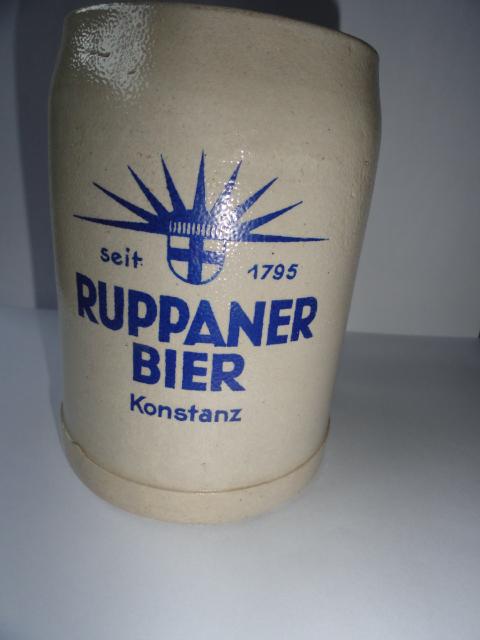 seit 1795
RUPPANER
BIER
Konstanz